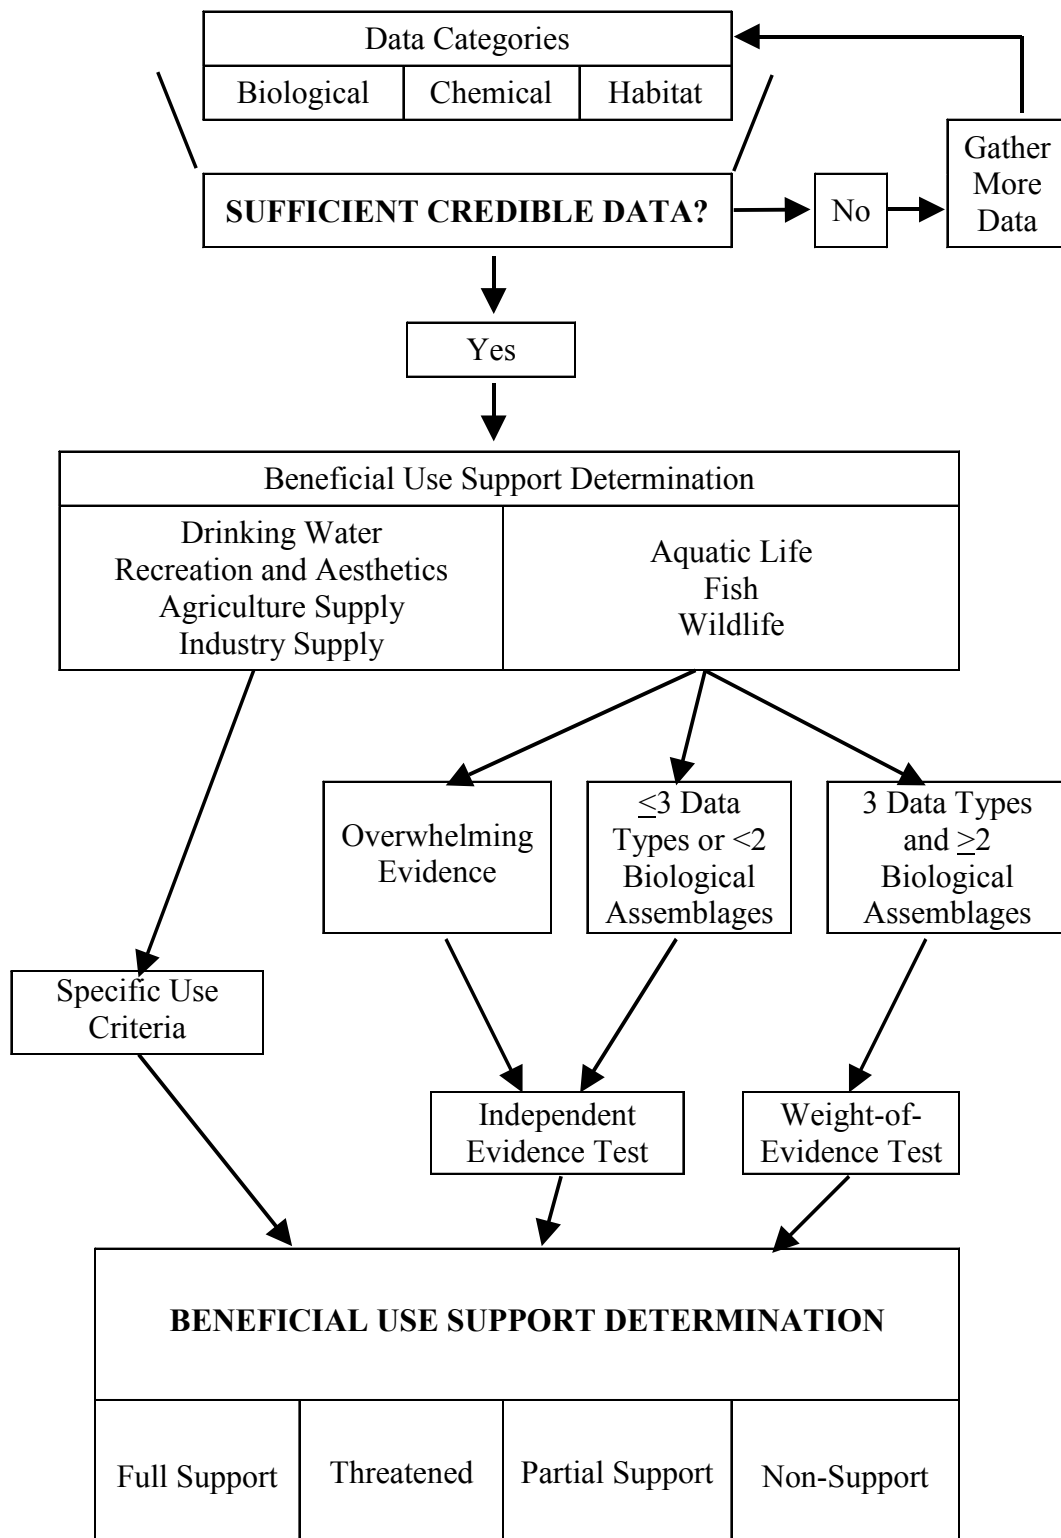 Data Categories
Biological
Chemical
Habitat
Gather
More
Data
SUFFICIENT CREDIBLE DATA?
No
Yes
Beneficial Use Support Determination
Drinking Water
Recreation and Aesthetics
Agriculture Supply
Industry Supply
Aquatic Life
Fish
Wildlife
Overwhelming
Evidence
≤3 Data
Types or <2
Biological
Assemblages
3 Data Types
and ≥2
Biological
Assemblages
Specific Use
Criteria
Independent
Evidence Test
Weight-of-
Evidence Test
BENEFICIAL USE SUPPORT DETERMINATION
Full Support
Threatened
Partial Support
Non-Support